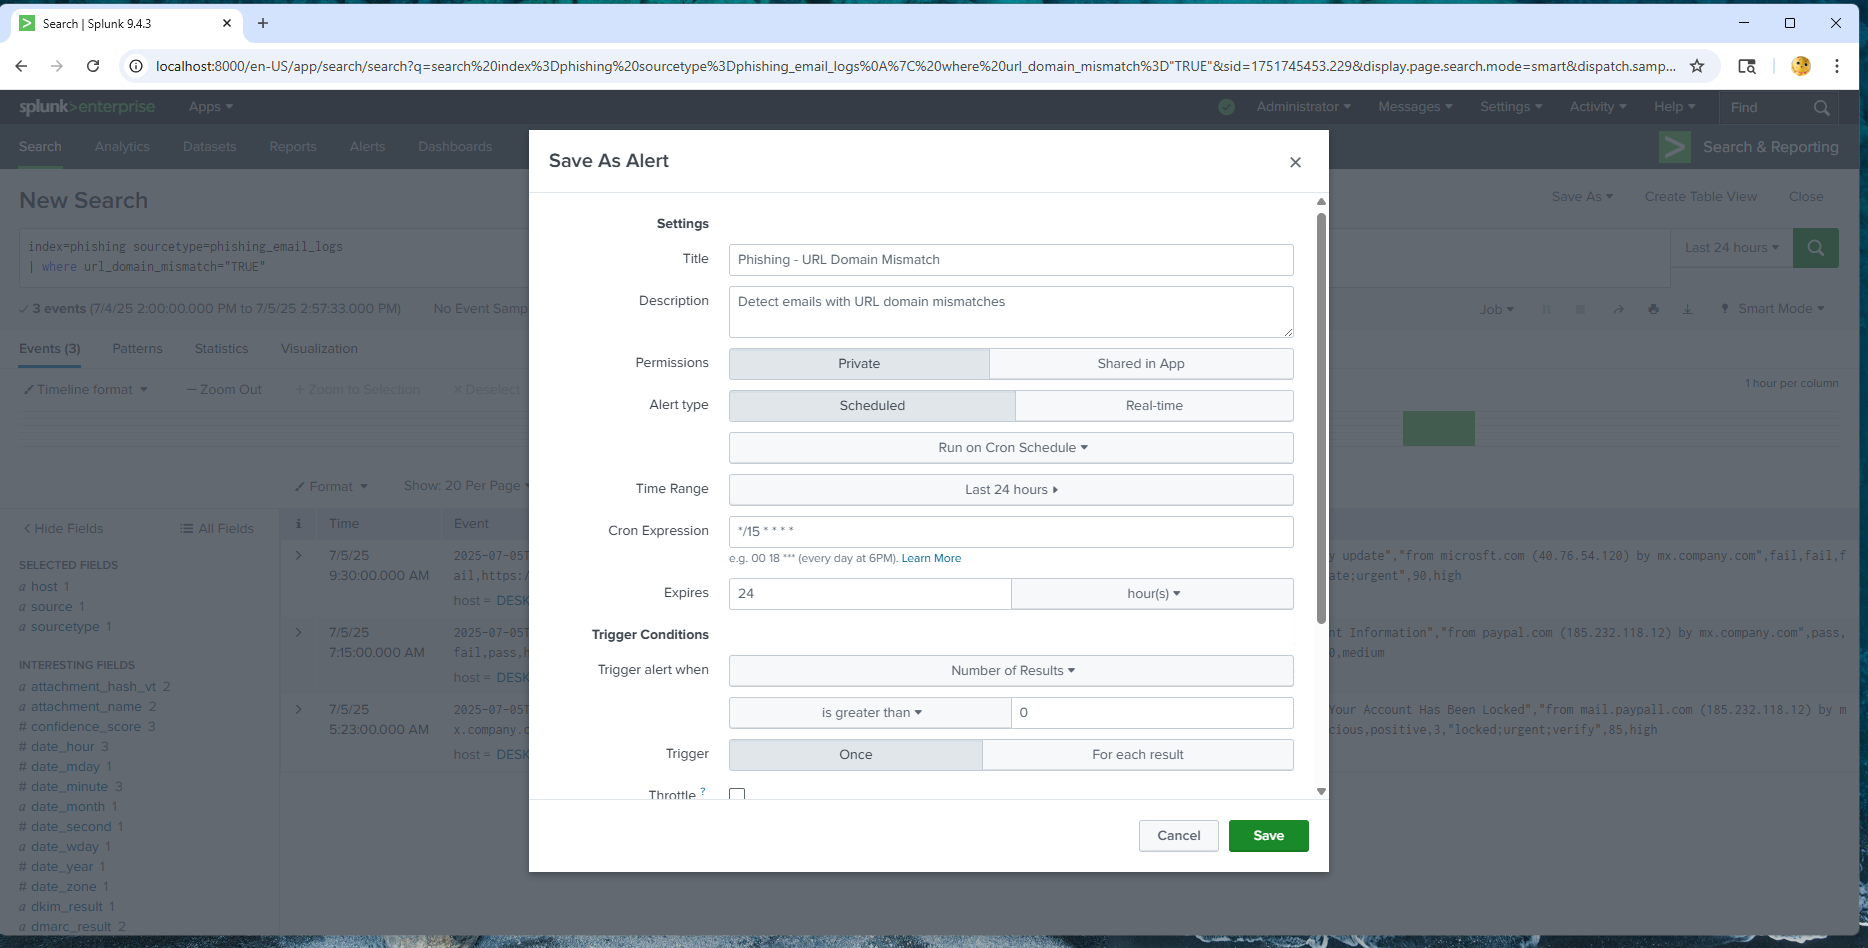 Search | Splunk 9.4.3
localhost:8000/en-US/app/search/search?q=search%20index%3Dphishing%20sourcetype%3Dphishing_email_logs%0A%7C%20where%20url_domain_mismatch%3D"TRUE"&sid=1751745453.229&display.page.search.mode=smart&dispatch.samp...
splunk>enterprise Apps Administrator Messages Settings Activity Help Find
Search Analytics Datasets Reports Alerts Dashboards Search & Reporting
New Search Save As Create Table View Close
index=phishing sourcetype=phishing_email_logs
| where url_domain_mismatch="TRUE"
Last 24 hours
3 events (7/4/25 2:00:00.000 PM to 7/5/25 2:57:33.000 PM) No Event Samp Job Smart Mode
Events (3) Patterns Statistics Visualization
Timeline format — Zoom Out + Zoom to Selection × Deselect 1 hour per column
Format Show: 20 Per Page
Hide Fields All Fields
i Time Event
SELECTED FIELDS
a host 1
a source 1
a sourcetype 1
INTERESTING FIELDS
a attachment_hash_vt 2
a attachment_name 2
# confidence_score 3
# date_hour 3
# date_mday 1
# date_minute 3
a date_month 1
# date_second 1
a date_wday 1
# date_year 1
# date_zone 1
a dkim_result 1
a dmarc_result 2
7/5/25
9:30:00.000 AM
2025-07-05T
ail,https:
host = DESK
y update","from microsft.com (40.76.54.120) by mx.company.com",fail,fail,f
ate;urgent",90,high
7/5/25
7:15:00.000 AM
2025-07-05T
fail,pass,h
host = DESK
nt Information","from paypal.com (185.232.118.12) by mx.company.com",pass,
0,medium
7/5/25
5:23:00.000 AM
2025-07-05T
mx.company.c
host = DESK
Your Account Has Been Locked","from mail.paypall.com (185.232.118.12) by m
cious,positive,3,"locked;urgent;verify",85,high
Save As Alert
Settings
Title Phishing - URL Domain Mismatch
Description Detect emails with URL domain mismatches
Permissions Private Shared in App
Alert type Scheduled Real-time
Run on Cron Schedule
Time Range Last 24 hours
Cron Expression */15 * * * *
e.g. 00 18 *** (every day at 6PM). Learn More
Expires 24 hour(s)
Trigger Conditions
Trigger alert when Number of Results
is greater than 0
Trigger Once For each result
Throttle ?
Cancel Save